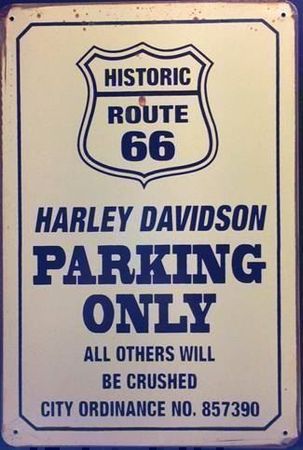 HISTORIC
ROUTE
66
HARLEY DAVIDSON
PARKING
ONLY
ALL OTHERS WILL
BE CRUSHED
CITY ORDINANCE NO. 857390